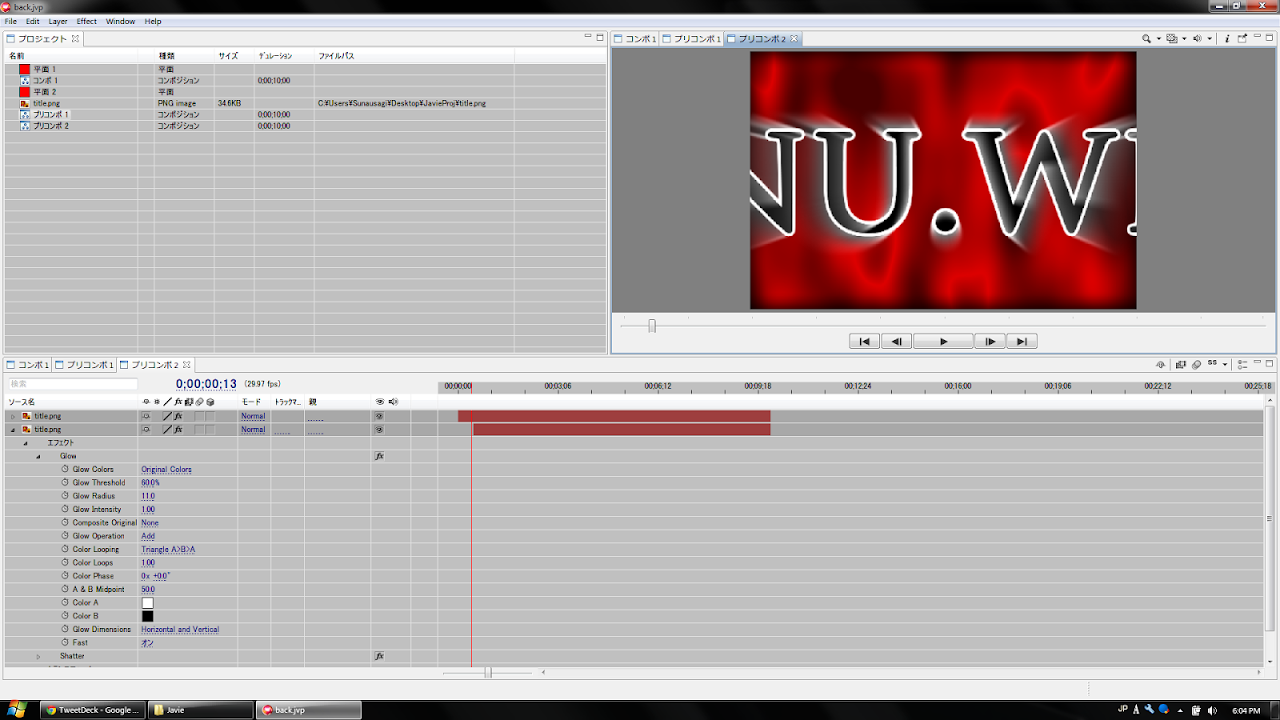 back.jvp
File Edit Layer Effect Window Help
プロジェクト
名前 種類 サイズ デュレーション ファイルパス
平面 1 平面
コンポ 1 コンポジション 0;00;10;00
平面 2 平面
title.png PNG image 34.6KB C:¥Users¥Sunausagi¥Desktop¥JavieProj¥title.png
プリコンポ 1 コンポジション 0;00;10;00
プリコンポ 2 コンポジション 0;00;10;00
コンポ 1 プリコンポ 1 プリコンポ 2
NU.W
コンポ 1 プリコンポ 1 プリコンポ 2
検索 0;00;00;13 (29.97 fps)
00:00:00 00:03:06 00:06:12 00:09:18 00:12:24 00:16:00 00:19:06 00:22:12 00:25:18
ソース名 fx モード トラックマ.. 親
title.png fx Normal
title.png fx Normal
エフェクト
Glow fx
Glow Colors Original Colors
Glow Threshold 60.0%
Glow Radius 11.0
Glow Intensity 1.00
Composite Original None
Glow Operation Add
Color Looping Triangle A>B>A
Color Loops 1.00
Color Phase 0 x +0.0°
A & B Midpoint 50.0
Color A
Color B
Glow Dimensions Horizontal and Vertical
Fast オン
Shatter fx
TweetDeck - Google ... Javie back.jvp JP 6:04 PM